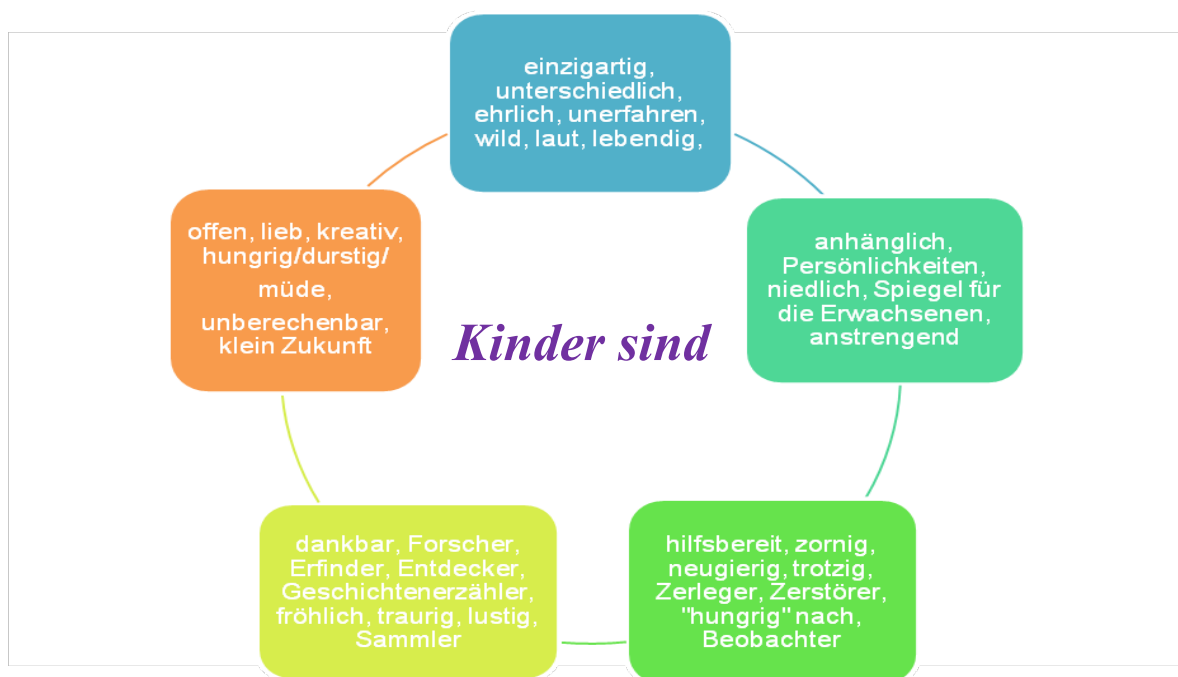 einzigartig,
unterschiedlich,
ehrlich, unerfahren,
wild, laut, lebendig,
anhänglich,
Persönlichkeiten,
niedlich, Spiegel für
die Erwachsenen,
anstrengend
hilfsbereit, zornig,
neugierig, trotzig,
Zerleger, Zerstörer,
"hungrig" nach,
Beobachter
dankbar, Forscher,
Erfinder, Entdecker,
Geschichtenerzähler,
fröhlich, traurig, lustig,
Sammler
offen, lieb, kreativ,
hungrig/durstig/
müde,
unberechenbar,
klein Zukunft
Kinder sind